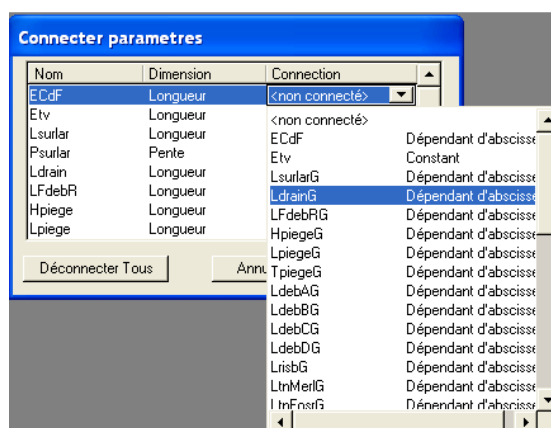 Connecter parametres
Nom Dimension Connection
ECdF Longueur <non connecté>
Etv Longueur
Lsurlar Longueur
Psurlar Pente
Ldrain Longueur
LFdebR Longueur
Hpiege Longueur
Lpiege Longueur
Déconnecter Tous Annu
<non connecté>
ECdF Dépendant d'abscisse
Etv Constant
LsurlarG Dépendant d'abscisse
LdrainG Dépendant d'abscisse
LFdebRG Dépendant d'abscisse
HpiegeG Dépendant d'abscisse
LpiegeG Dépendant d'abscisse
TpiegeG Dépendant d'abscisse
LdebAG Dépendant d'abscisse
LdebBG Dépendant d'abscisse
LdebCG Dépendant d'abscisse
LdebDG Dépendant d'abscisse
LrisbG Dépendant d'abscisse
LtnMerlG Dépendant d'abscisse
LtnFosrG Dépendant d'abscisse